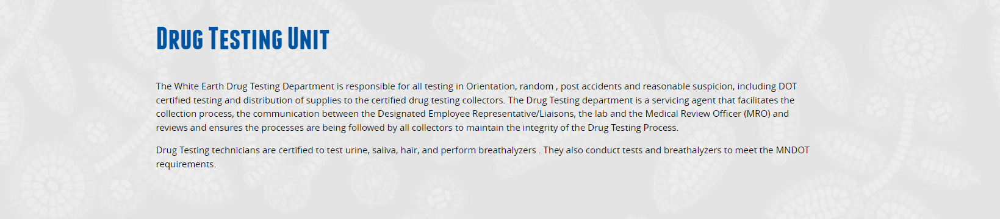 Drug Testing Unit
The White Earth Drug Testing Department is responsible for all testing in Orientation, random , post accidents and reasonable suspicion, including DOT
certified testing and distribution of supplies to the certified drug testing collectors. The Drug Testing department is a servicing agent that facilitates the
collection process, the communication between the Designated Employee Representative/Liaisons, the lab and the Medical Review Officer (MRO) and
reviews and ensures the processes are being followed by all collectors to maintain the integrity of the Drug Testing Process.
Drug Testing technicians are certified to test urine, saliva, hair, and perform breathalyzers . They also conduct tests and breathalyzers to meet the MNDOT
requirements.